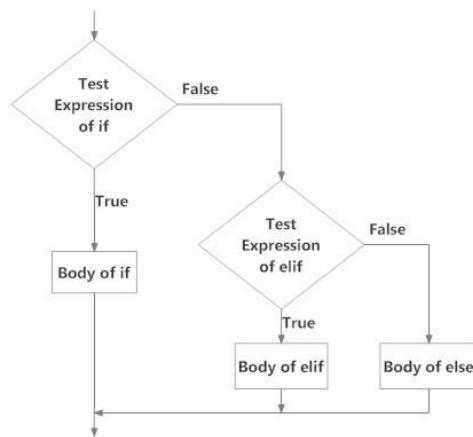 Test
Expression
of if
False
True
Test
Expression
of elif
False
Body of if
True
Body of elif
Body of else